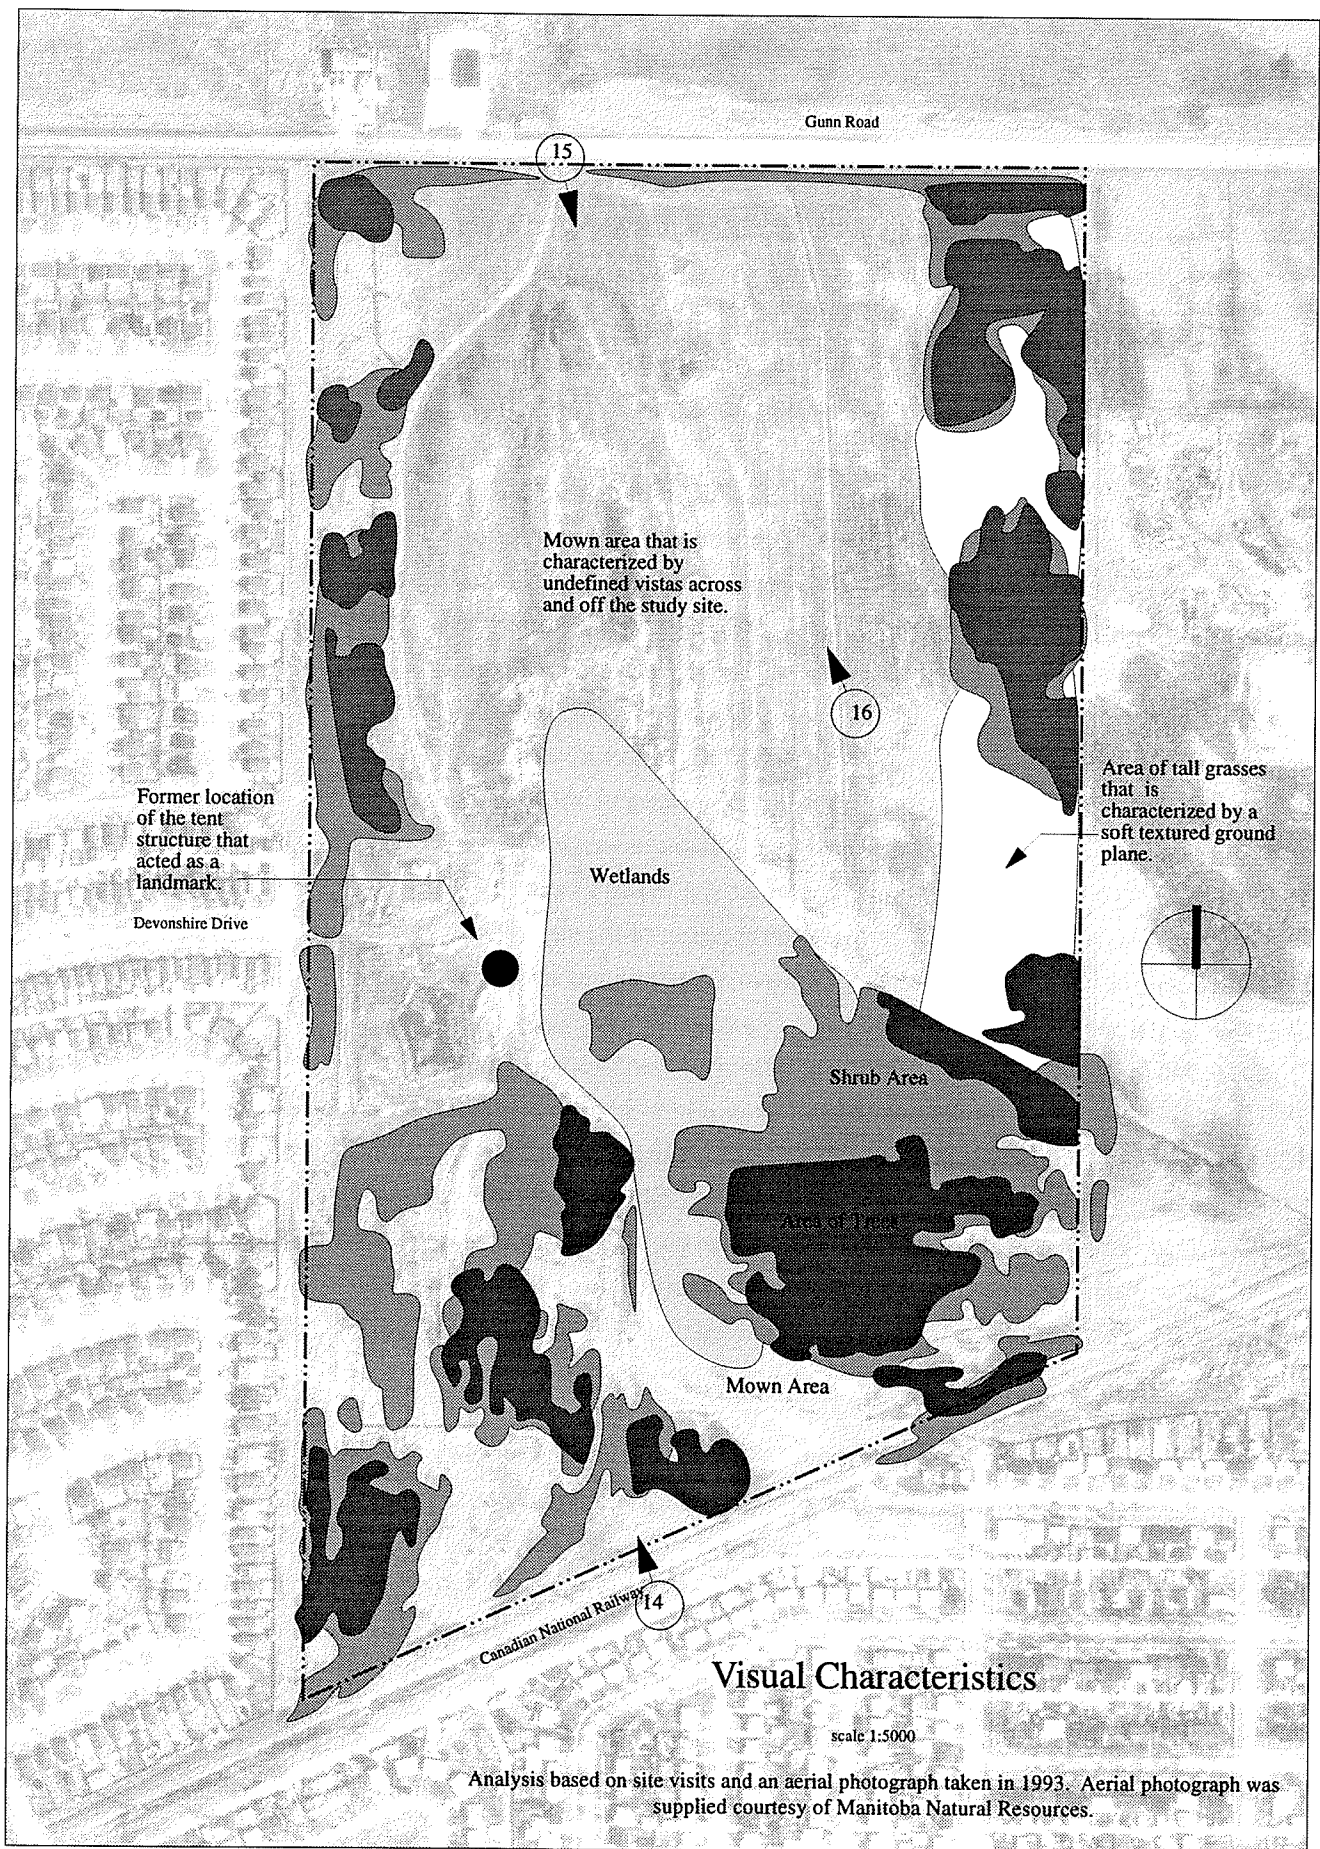 Gunn Road
15
Mown area that is
characterized by
undefined vistas across
and off the study site.
16
Former location
of the tent
structure that
acted as a
landmark.
Area of tall grasses
that is
characterized by a
soft textured ground
plane.
Wetlands
Devonshire Drive
Shrub Area
Area of Trees
Mown Area
14
Canadian National Railway
Visual Characteristics
scale 1:5000
Analysis based on site visits and an aerial photograph taken in 1993. Aerial photograph was
supplied courtesy of Manitoba Natural Resources.